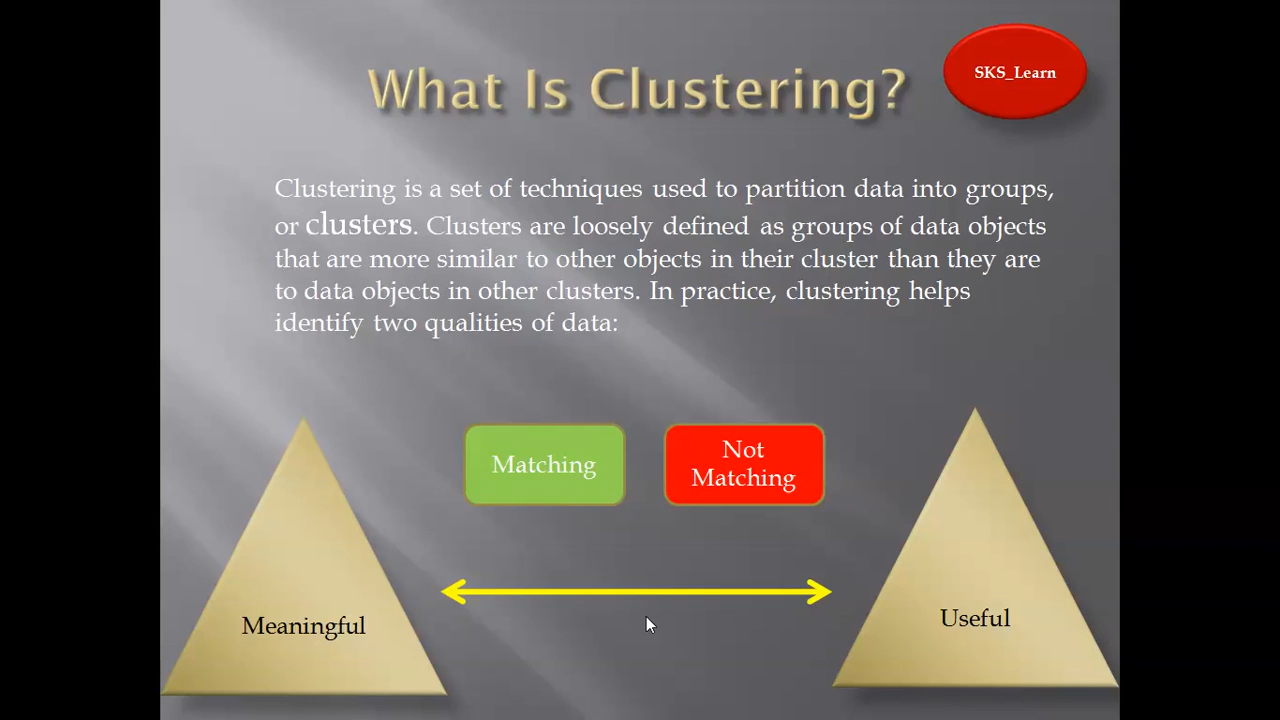 What Is Clustering?
SKS_Learn
Clustering is a set of techniques used to partition data into groups,
or clusters. Clusters are loosely defined as groups of data objects
that are more similar to other objects in their cluster than they are
to data objects in other clusters. In practice, clustering helps
identify two qualities of data:
Matching
Not
Matching
Meaningful
Useful